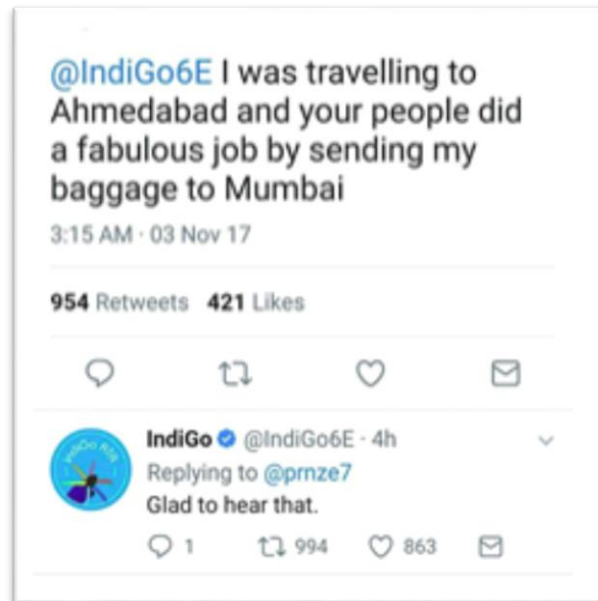 @IndiGo6E I was travelling to
Ahmedabad and your people did
a fabulous job by sending my
baggage to Mumbai
3:15 AM · 03 Nov 17
954 Retweets 421 Likes
IndiGo @IndiGo6E · 4h
Replying to @prnze7
Glad to hear that.
1 994 863